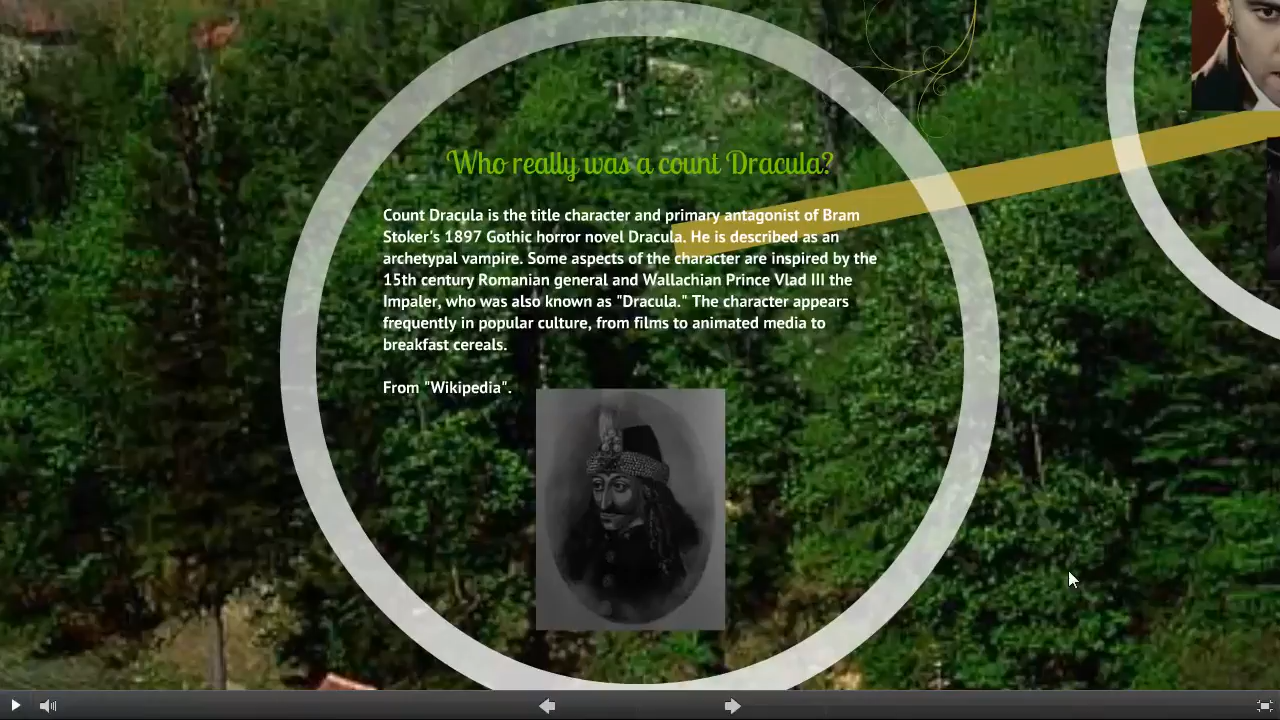 Who really was a count Dracula?
Count Dracula is the title character and primary antagonist of Bram
Stoker's 1897 Gothic horror novel Dracula. He is described as an
archetypal vampire. Some aspects of the character are inspired by the
15th century Romanian general and Wallachian Prince Vlad III the
Impaler, who was also known as "Dracula." The character appears
frequently in popular culture, from films to animated media to
breakfast cereals.
From "Wikipedia".